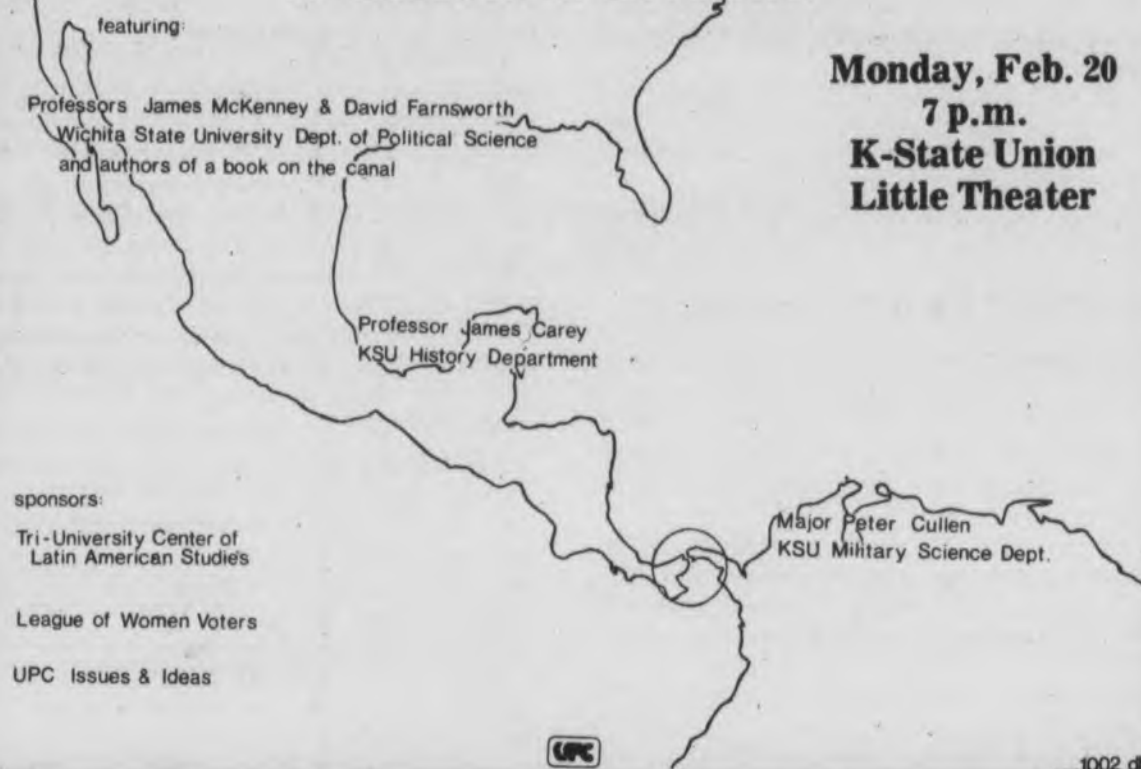 featuring:
Professors James McKenney & David Farnsworth
Wichita State University Dept. of Political Science
and authors of a book on the canal
Monday, Feb. 20
7 p.m.
K-State Union
Little Theater
Professor James Carey
KSU History Department
Major Peter Cullen
KSU Military Science Dept.
sponsors:
Tri-University Center of
Latin American Studies
League of Women Voters
UPC Issues & Ideas
UPC
1002